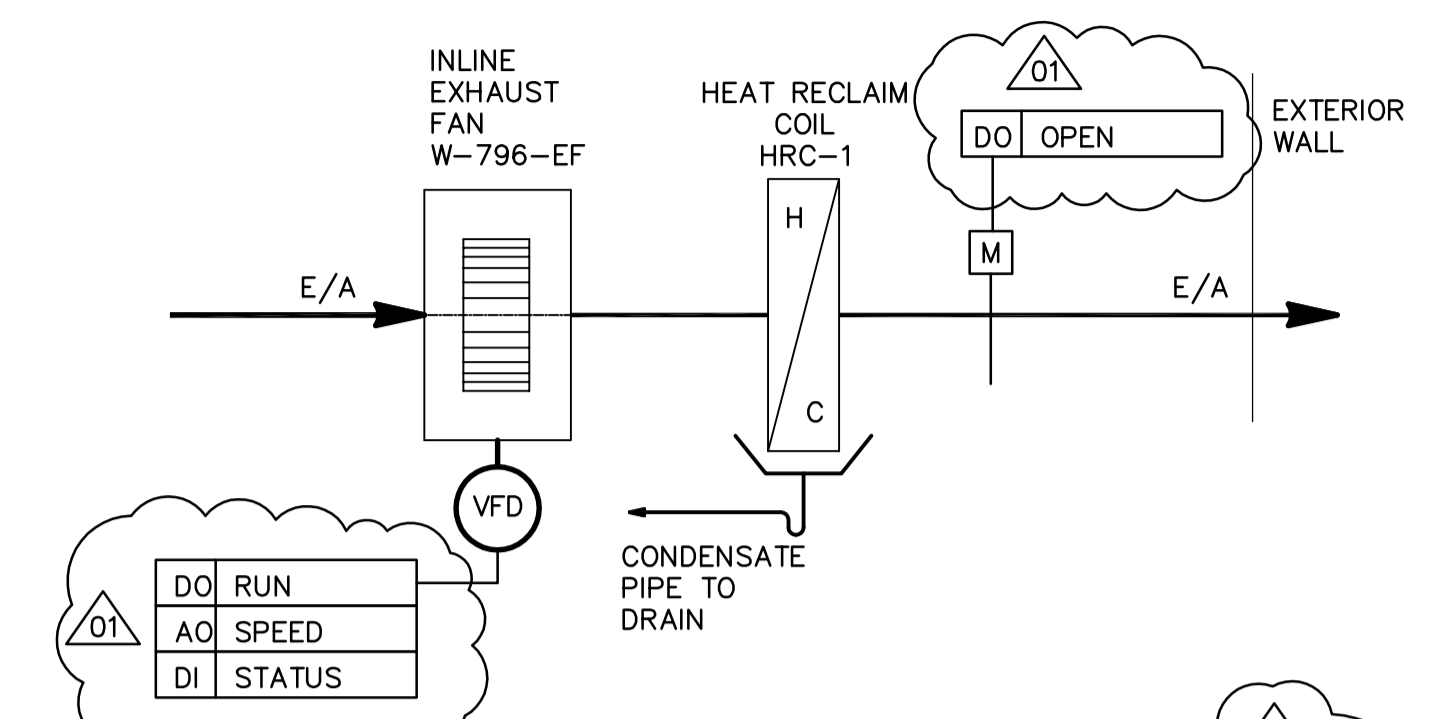 INLINE
EXHAUST
FAN
W-796-EF
HEAT RECLAIM
COIL
HRC-1
01
DO OPEN
EXTERIOR
WALL
E/A
H
C
M
E/A
VFD
CONDENSATE
PIPE TO
DRAIN
01
DO RUN
AO SPEED
DI STATUS